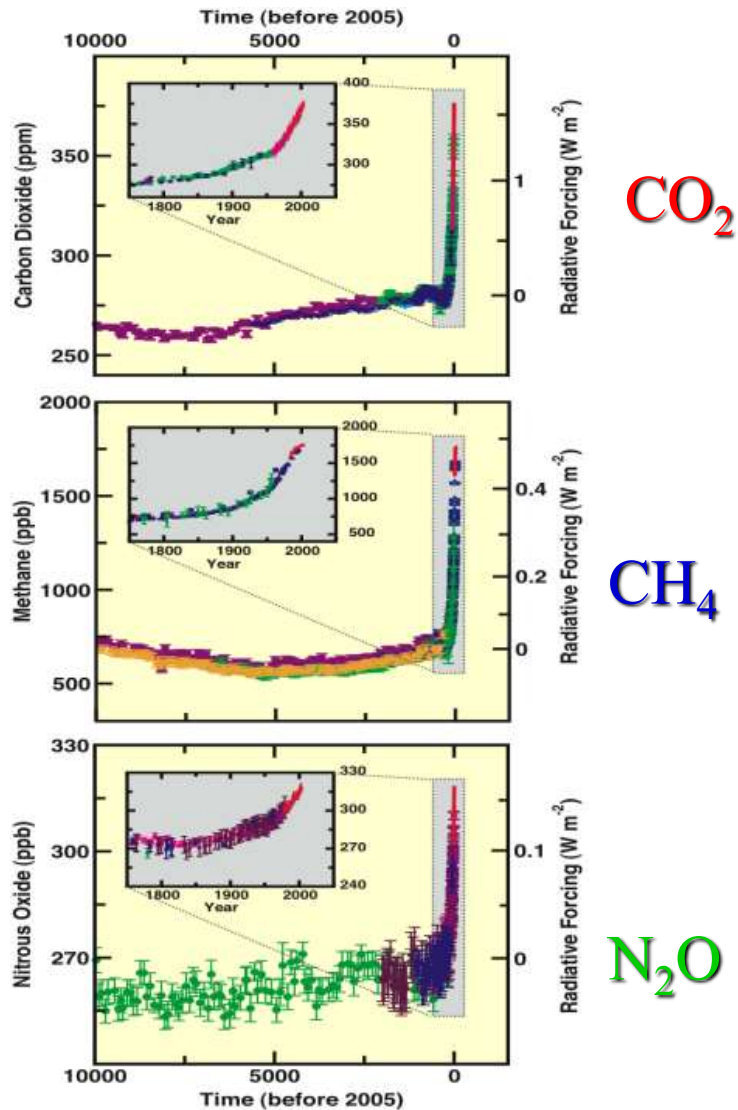 Time (before 2005)
10000 5000 0
Carbon Dioxide (ppm)
350
300
250
400
350
300
1800 1900 2000
Year
1
0
Radiative Forcing (W m⁻²)
CO₂
Methane (ppb)
2000
1500
1000
500
2000
1500
1000
500
1800 1900 2000
Year
0.4
0.2
0
Radiative Forcing (W m⁻²)
CH₄
Nitrous Oxide (ppb)
330
300
270
330
300
270
240
1800 1900 2000
Year
0.1
0
Radiative Forcing (W m⁻²)
N₂O
10000 5000 0
Time (before 2005)